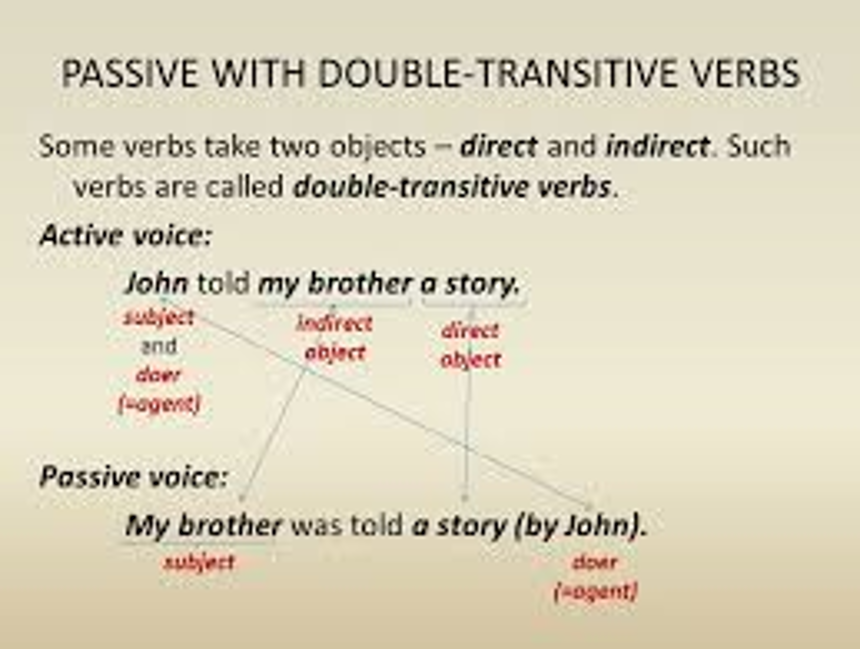 PASSIVE WITH DOUBLE-TRANSITIVE VERBS
Some verbs take two objects – direct and indirect. Such
verbs are called double-transitive verbs.
Active voice:
John told my brother a story.
subject
and
doer
(=agent)
indirect
object
direct
object
Passive voice:
My brother was told a story (by John).
subject
doer
(=agent)